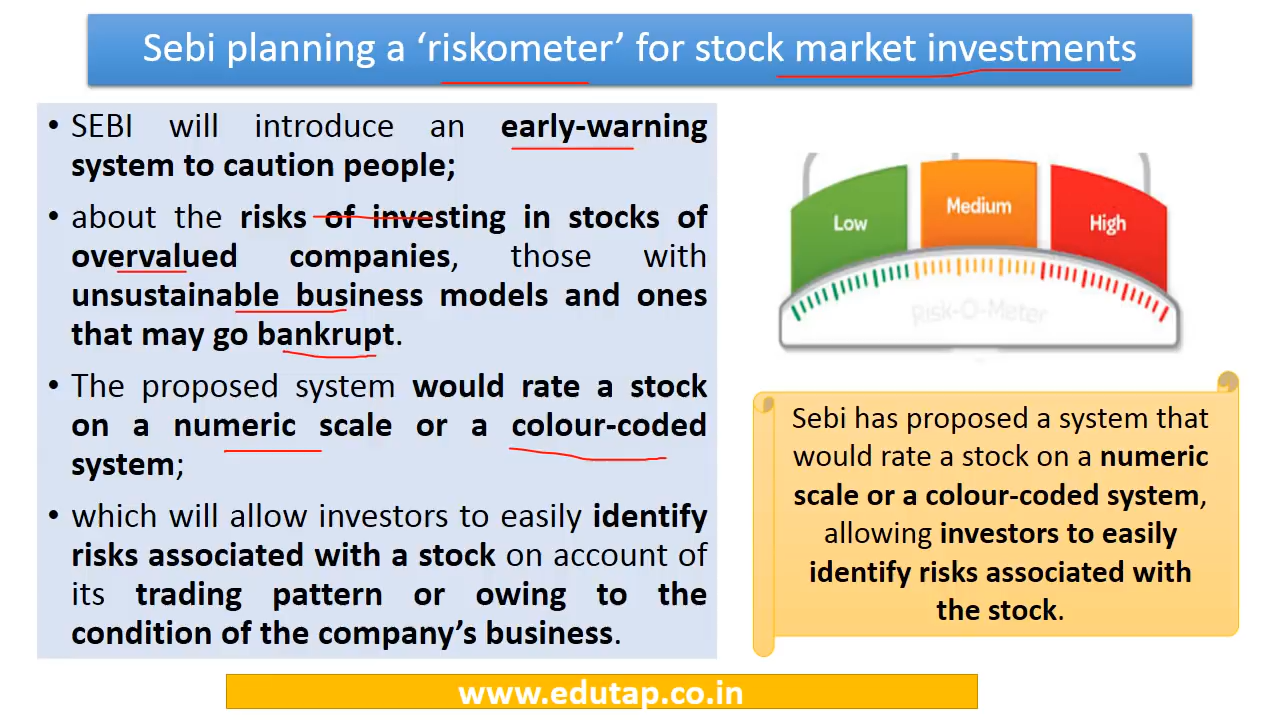 Sebi planning a ‘riskometer’ for stock market investments
• SEBI will introduce an early-warning
system to caution people;
• about the risks of investing in stocks of
overvalued companies, those with
unsustainable business models and ones
that may go bankrupt.
• The proposed system would rate a stock
on a numeric scale or a colour-coded
system;
• which will allow investors to easily identify
risks associated with a stock on account of
its trading pattern or owing to the
condition of the company’s business.
Low
Medium
High
Risk-O-Meter
Sebi has proposed a system that
would rate a stock on a numeric
scale or a colour-coded system,
allowing investors to easily
identify risks associated with
the stock.
www.edutap.co.in